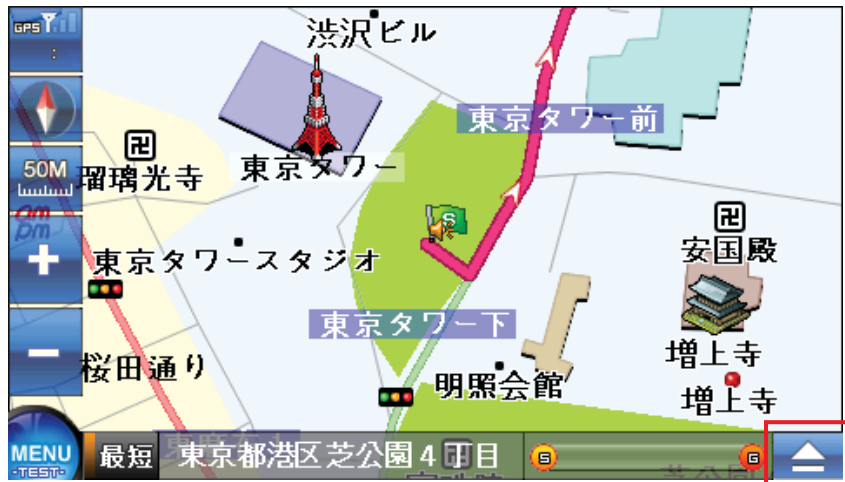 GPS
渋沢ビル
東京タワー前
50M
瑠璃光寺
東京タワー
am
pm
S
安国殿
東京タワースタジオ
東京タワー下
増上寺
桜田通り
明照会館
増上寺
MENU
-TEST-
最短
東京都港区芝公園4丁目
S
G